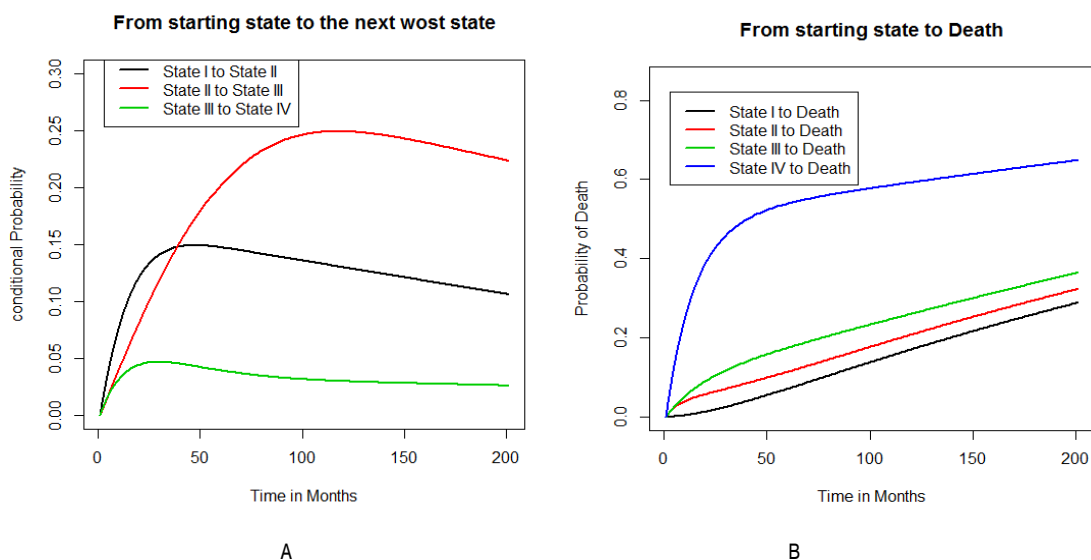 From starting state to the next wost state
conditional Probability
0.30
0.25
0.20
0.15
0.10
0.05
0.00
State I to State II
State II to State III
State III to State IV
0
50
100
150
200
Time in Months
A
From starting state to Death
Probability of Death
0.8
0.6
0.4
0.2
0.0
State I to Death
State II to Death
State III to Death
State IV to Death
0
50
100
150
200
Time in Months
B